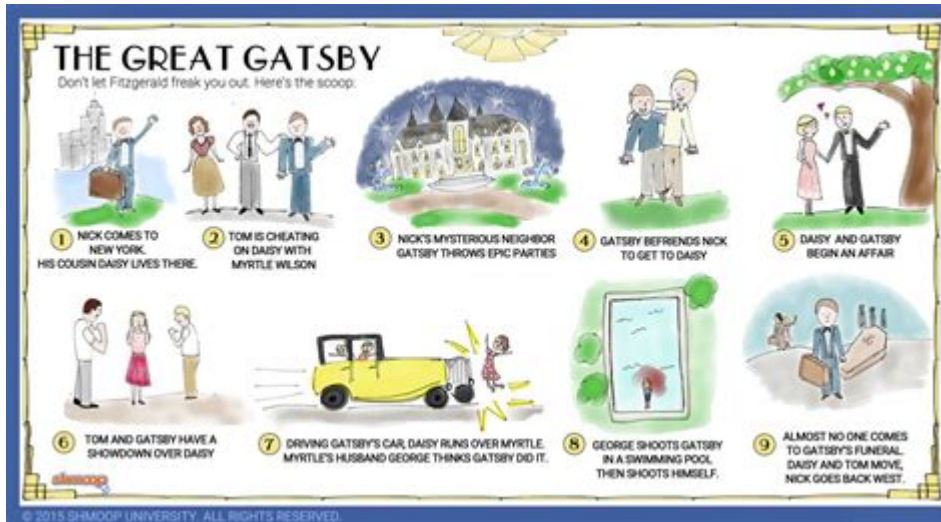 THE GREAT GATSBY
Don't let Fitzgerald freak you out. Here's the scoop:
1 NICK COMES TO
NEW YORK.
HIS COUSIN DAISY LIVES THERE.
2 TOM IS CHEATING
ON DAISY WITH
MYRTLE WILSON
3 NICK'S MYSTERIOUS NEIGHBOR
GATSBY THROWS EPIC PARTIES
4 GATSBY BEFRIENDS NICK
TO GET TO DAISY
5 DAISY AND GATSBY
BEGIN AN AFFAIR
6 TOM AND GATSBY HAVE A
SHOWDOWN OVER DAISY
7 DRIVING GATSBY'S CAR, DAISY RUNS OVER MYRTLE.
MYRTLE'S HUSBAND GEORGE THINKS GATSBY DID IT.
8 GEORGE SHOOTS GATSBY
IN A SWIMMING POOL
THEN SHOOTS HIMSELF.
9 ALMOST NO ONE COMES
TO GATSBY'S FUNERAL.
DAISY AND TOM MOVE,
NICK GOES BACK WEST.
shmoop
© 2015 SHMOOP UNIVERSITY. ALL RIGHTS RESERVED.